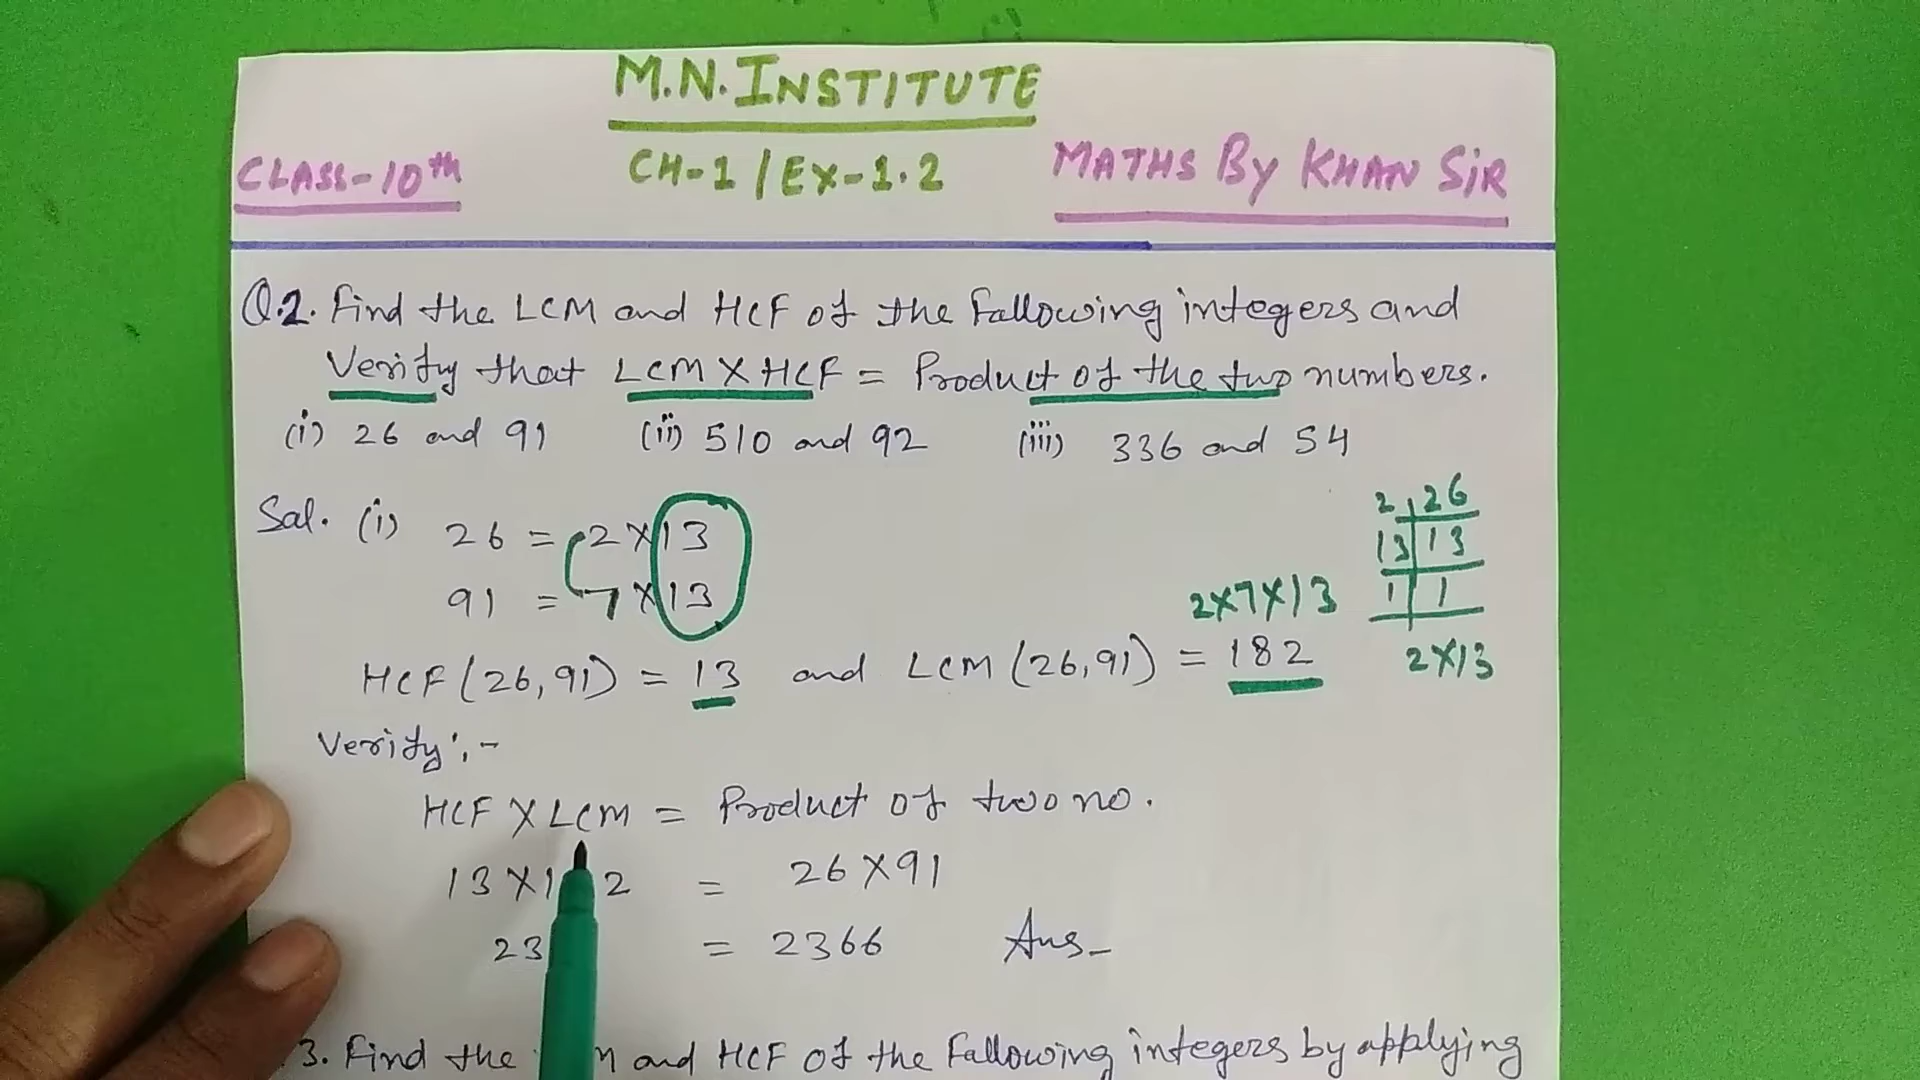 M.N. INSTITUTE
CLASS-10th CH-1 / EX-1.2 MATHS By KHAN SIR
Q.2. Find the LCM and HCF of the Fallowing integers and
Verify that LCM X HCF = Product of the two numbers.
(i) 26 and 91 (ii) 510 and 92 (iii) 336 and 54
Sol. (i) 26 = 2 X 13
91 = 7 X 13
2 26
13 13
1 1
2X13
2X7X13
HCF (26,91) = 13 and LCM (26,91) = 182
Verify:-
HCF X LCM = Product of two no.
13 X 1 2 = 26 X 91
23 = 2366 Ans-
3. Find the M and HCF of the Fallowing integers by applying